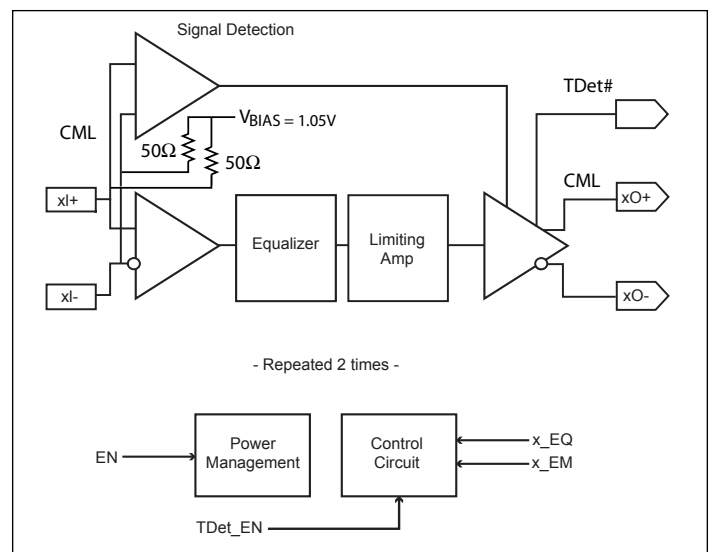 Signal Detection
TDet#
VBIAS = 1.05V
CML
50Ω
50Ω
CML
xI+
xO+
Equalizer
Limiting
Amp
xI-
xO-
- Repeated 2 times -
EN
Power
Management
Control
Circuit
x_EQ
x_EM
TDet_EN